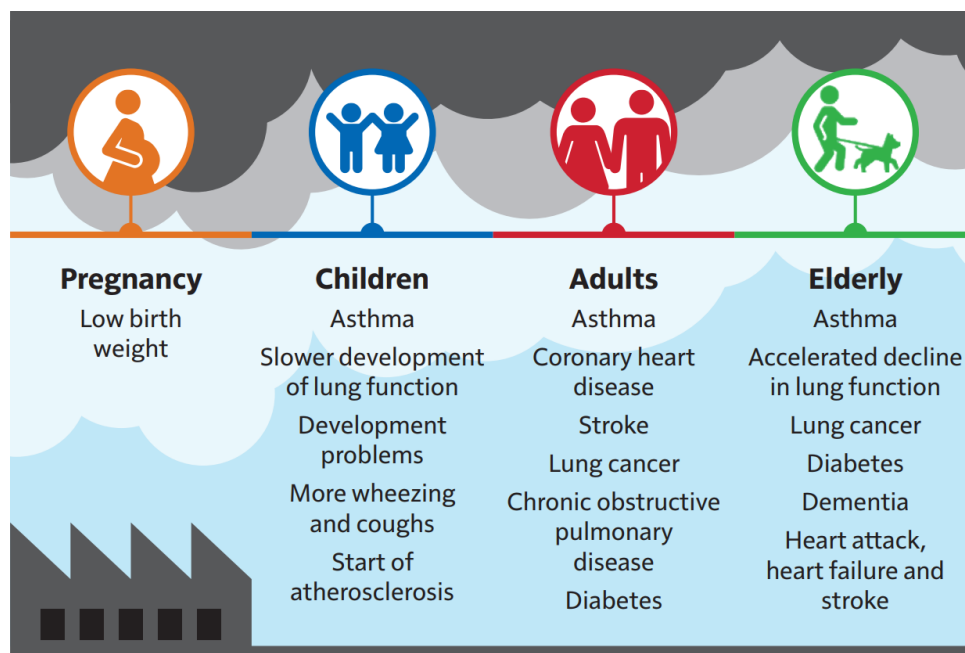 Pregnancy
Low birth
weight
Children
Asthma
Slower development
of lung function
Development
problems
More wheezing
and coughs
Start of
atherosclerosis
Adults
Asthma
Coronary heart
disease
Stroke
Lung cancer
Chronic obstructive
pulmonary
disease
Diabetes
Elderly
Asthma
Accelerated decline
in lung function
Lung cancer
Diabetes
Dementia
Heart attack,
heart failure and
stroke